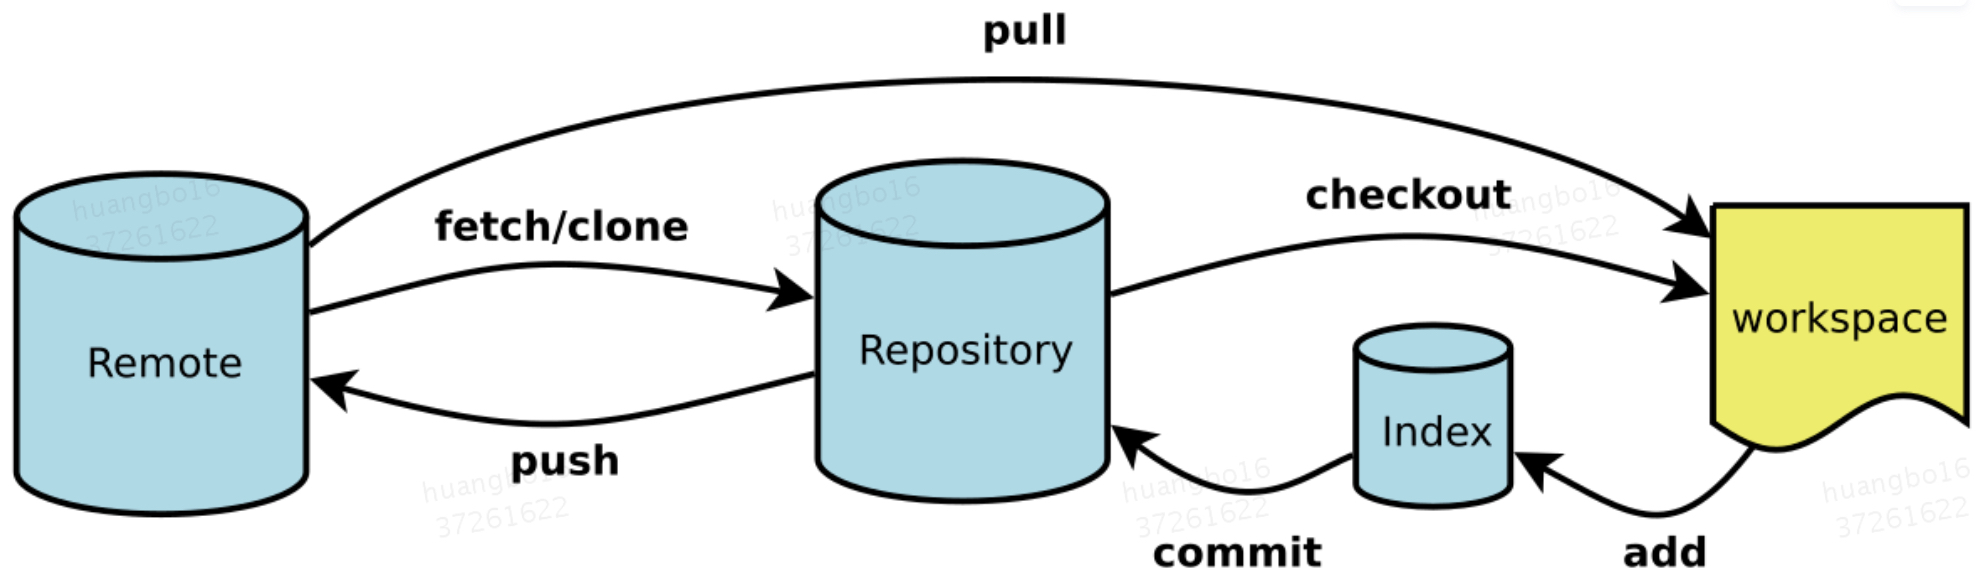 pull
huangbo16
37261622
huangbo16
37261622
huangbo16
37261622
fetch/clone
checkout
Remote
Repository
workspace
Index
push
huangbo16
37261622
huangbo16
37261622
huangbo16
37261622
commit
add